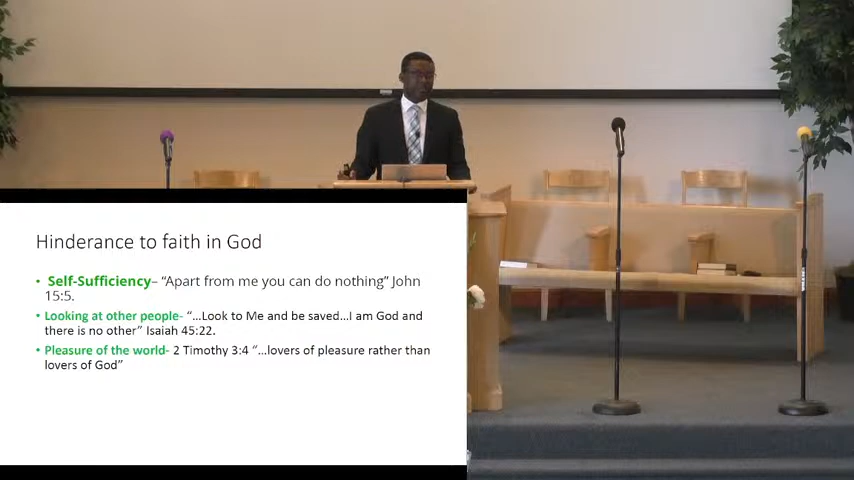 Hinderance to faith in God
• Self-Sufficiency– “Apart from me you can do nothing” John
15:5.
• Looking at other people- “…Look to Me and be saved…I am God and
there is no other” Isaiah 45:22.
• Pleasure of the world- 2 Timothy 3:4 “…lovers of pleasure rather than
lovers of God”